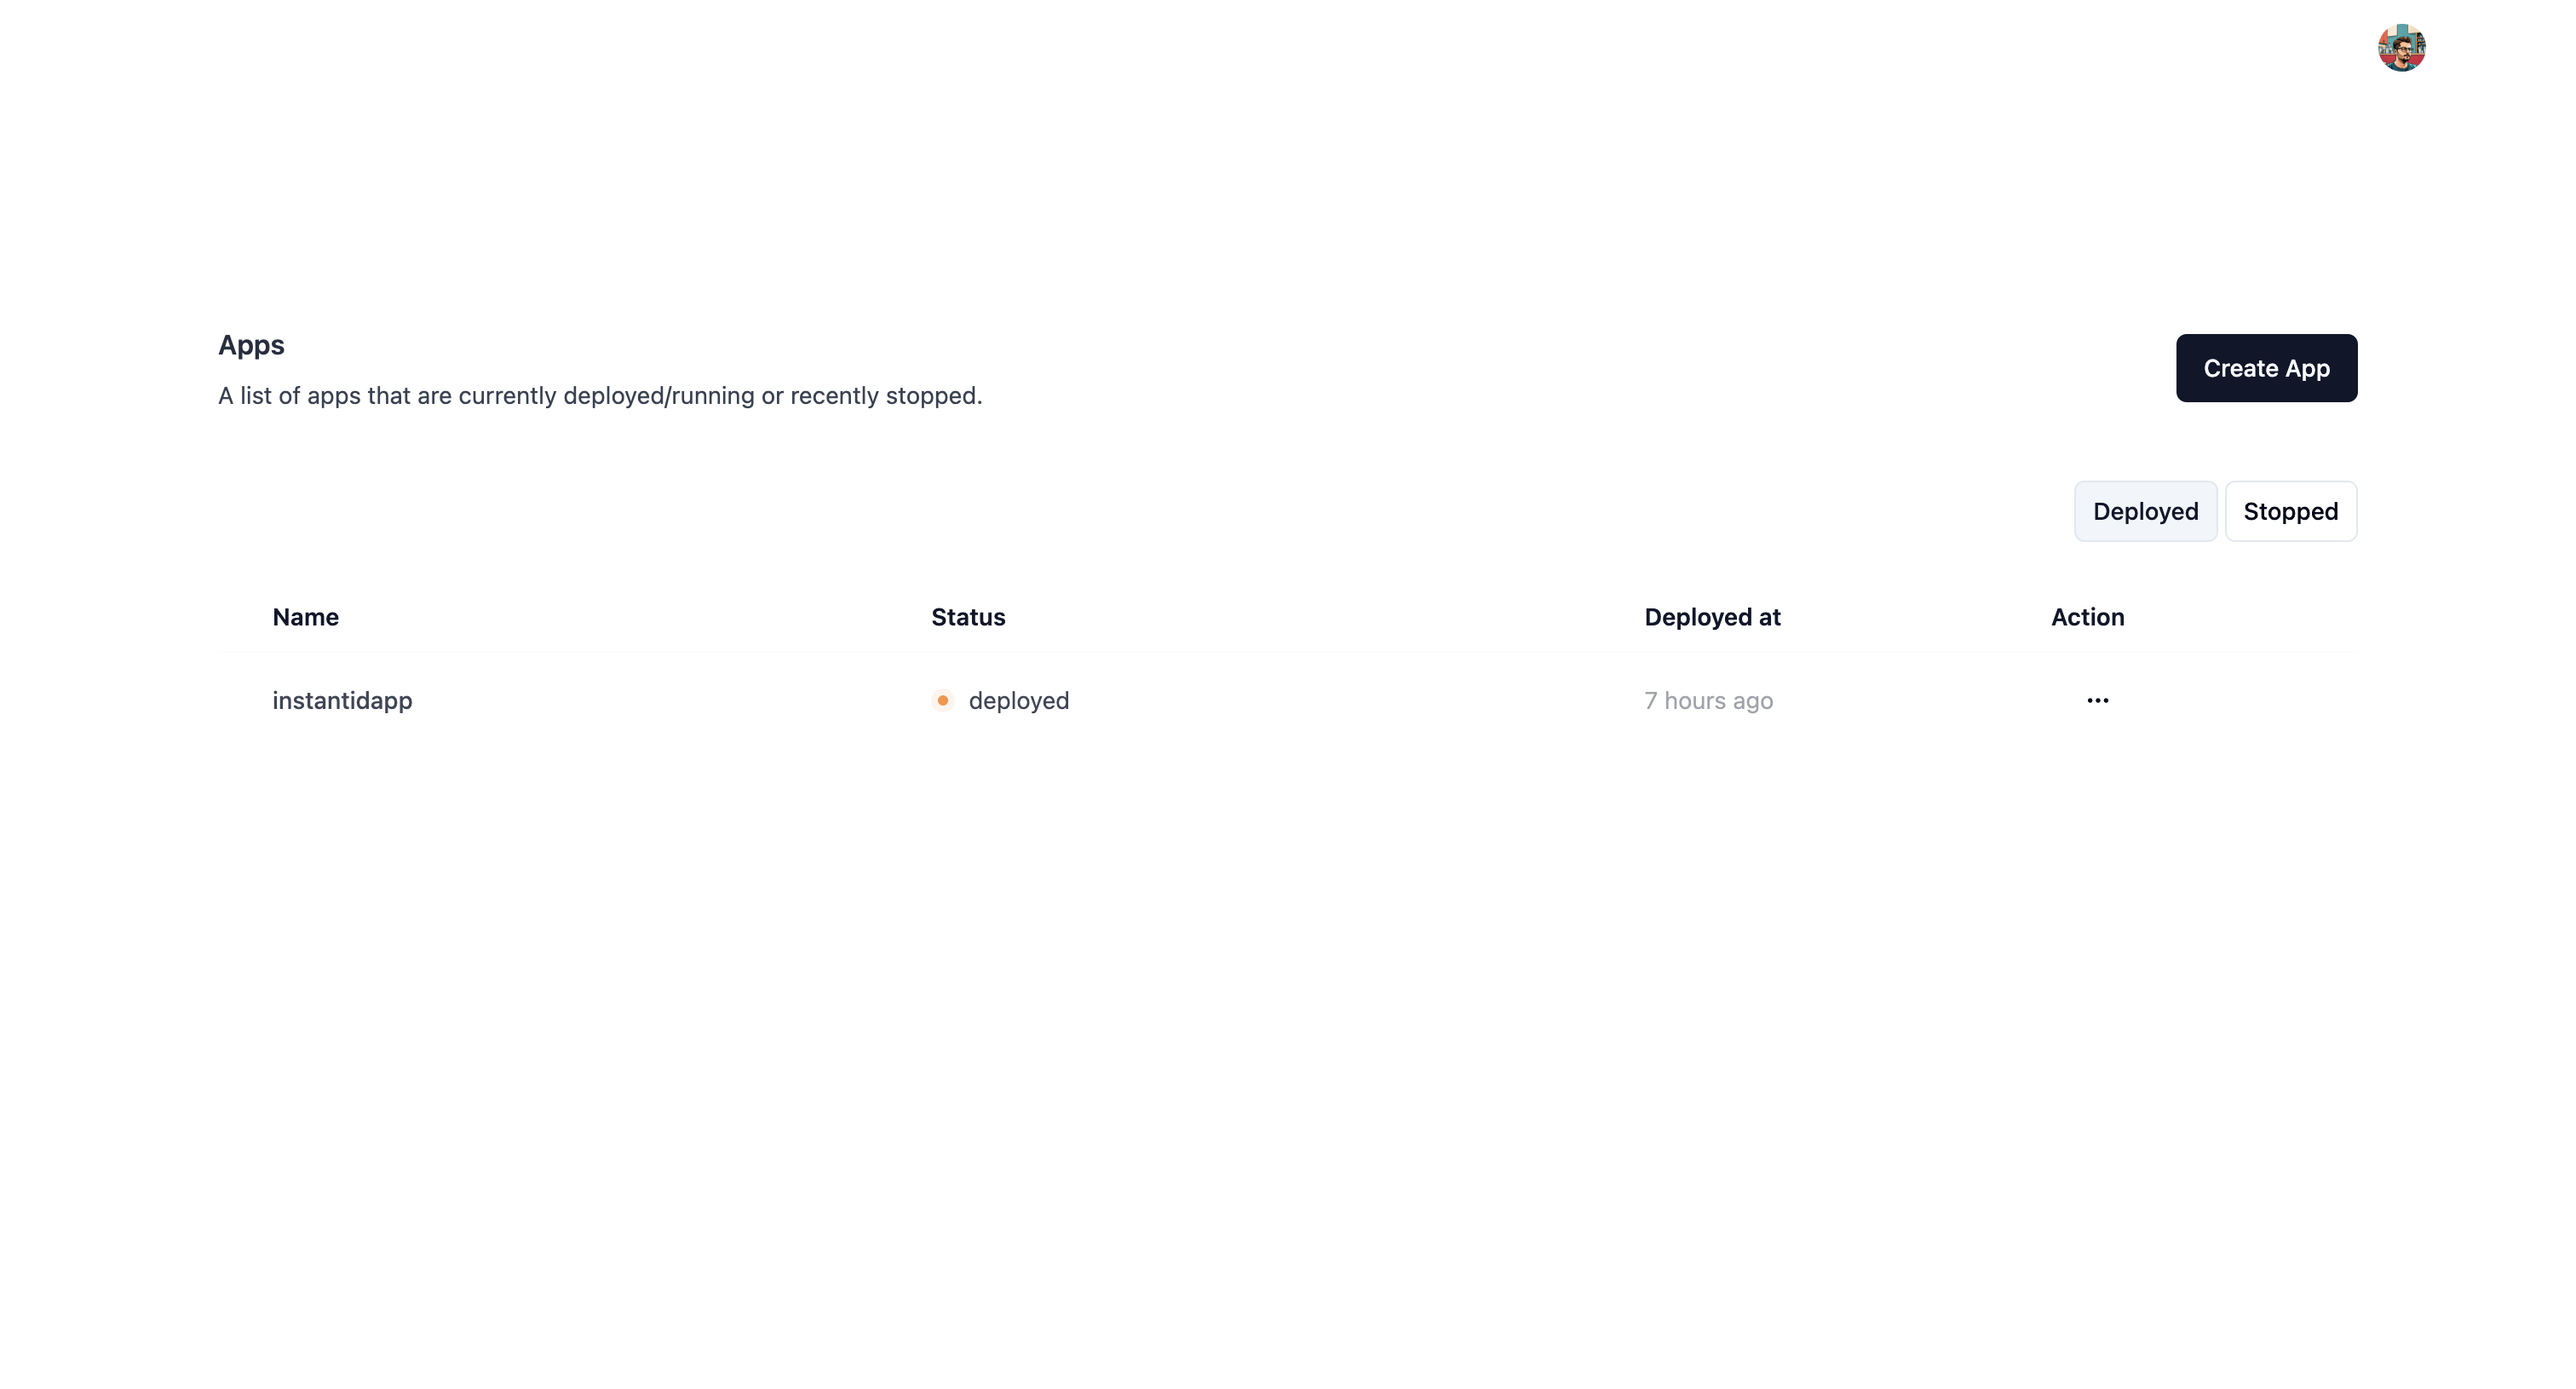 Apps
Create App
A list of apps that are currently deployed/running or recently stopped.
Deployed Stopped
Name Status Deployed at Action
instantidapp deployed 7 hours ago